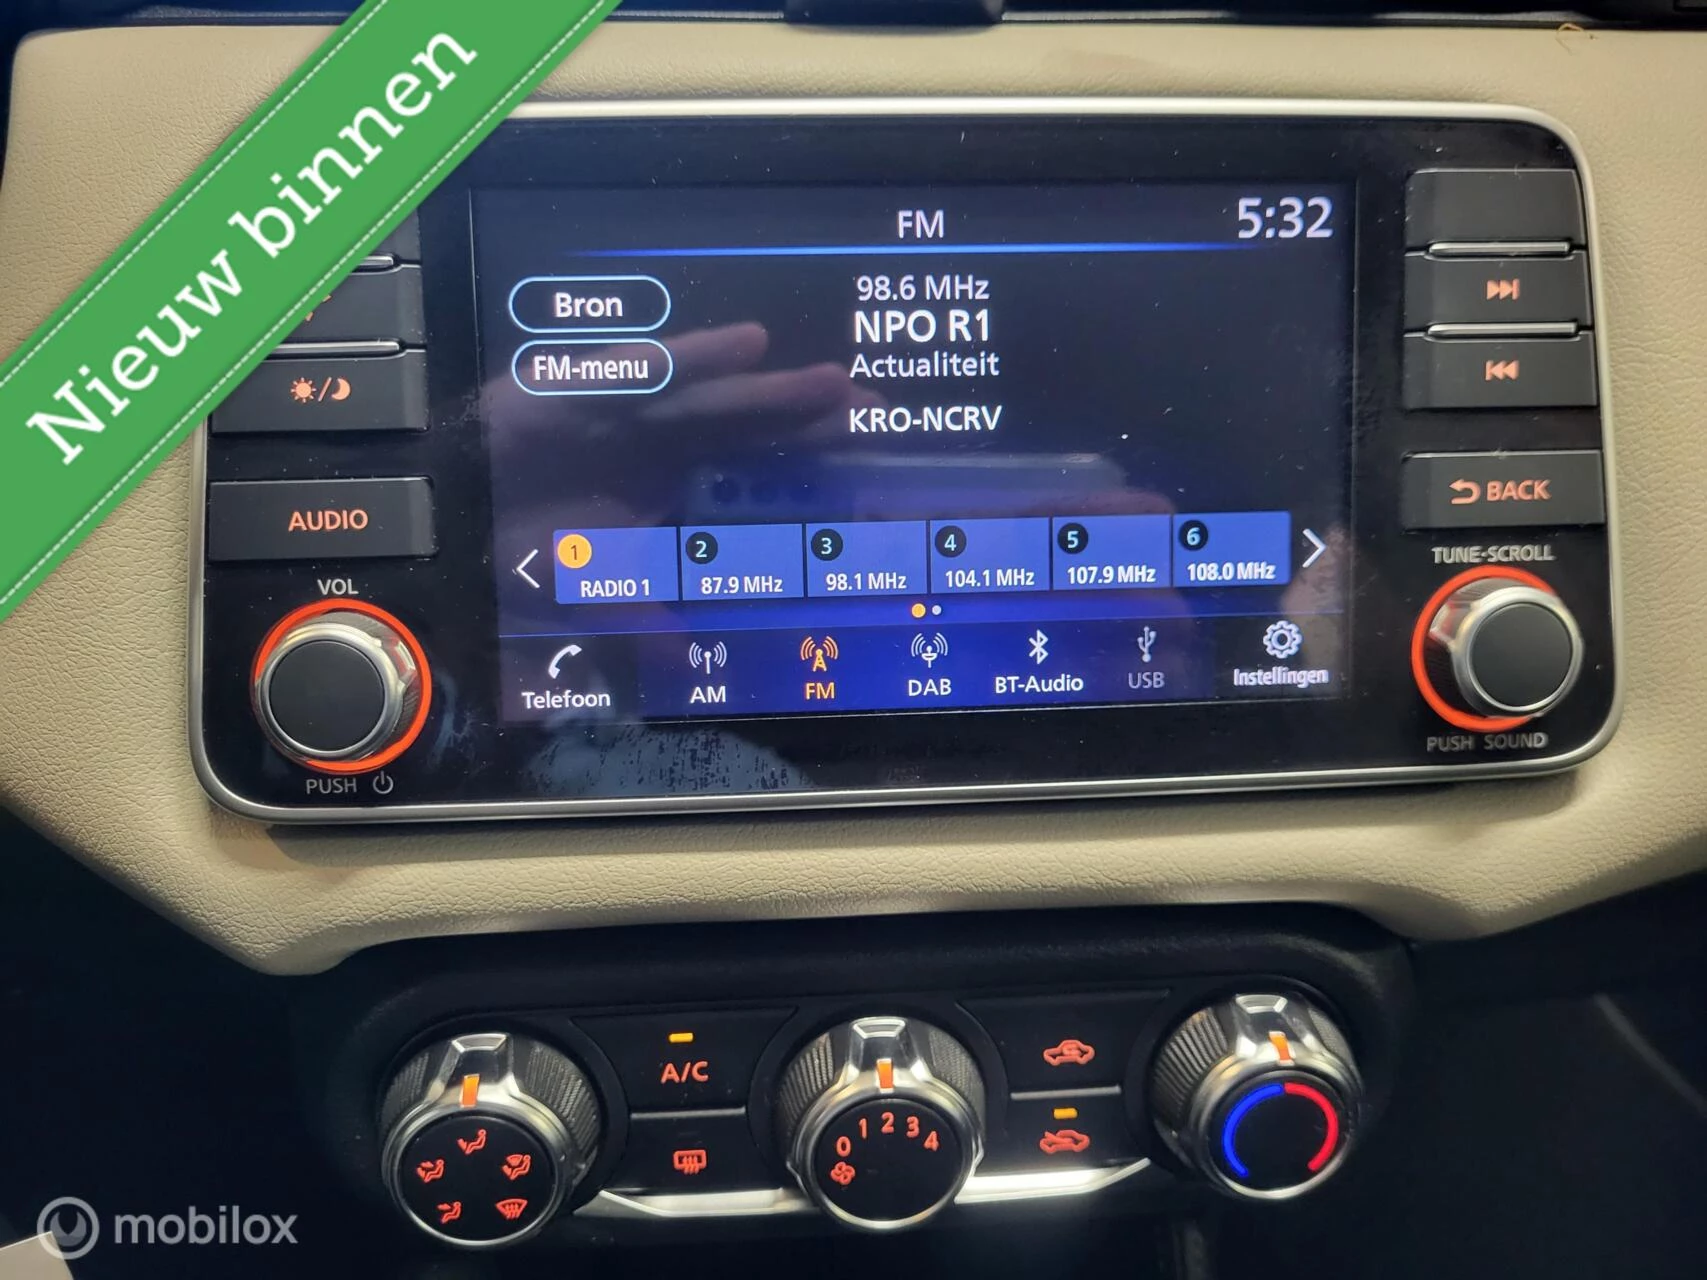 Nieuw binnen
FM
5:32
Bron
98.6 MHz
NPO R1
FM-menu
Actualiteit
KRO-NCRV
AUDIO
BACK
VOL
TUNE-SCROLL
1
RADIO 1
2
87.9 MHz
3
98.1 MHz
4
104.1 MHz
5
107.9 MHz
6
108.0 MHz
Telefoon
AM
FM
DAB
BT-Audio
USB
Instellingen
PUSH
PUSH SOUND
A/C
0 1 2 3 4
mobilox